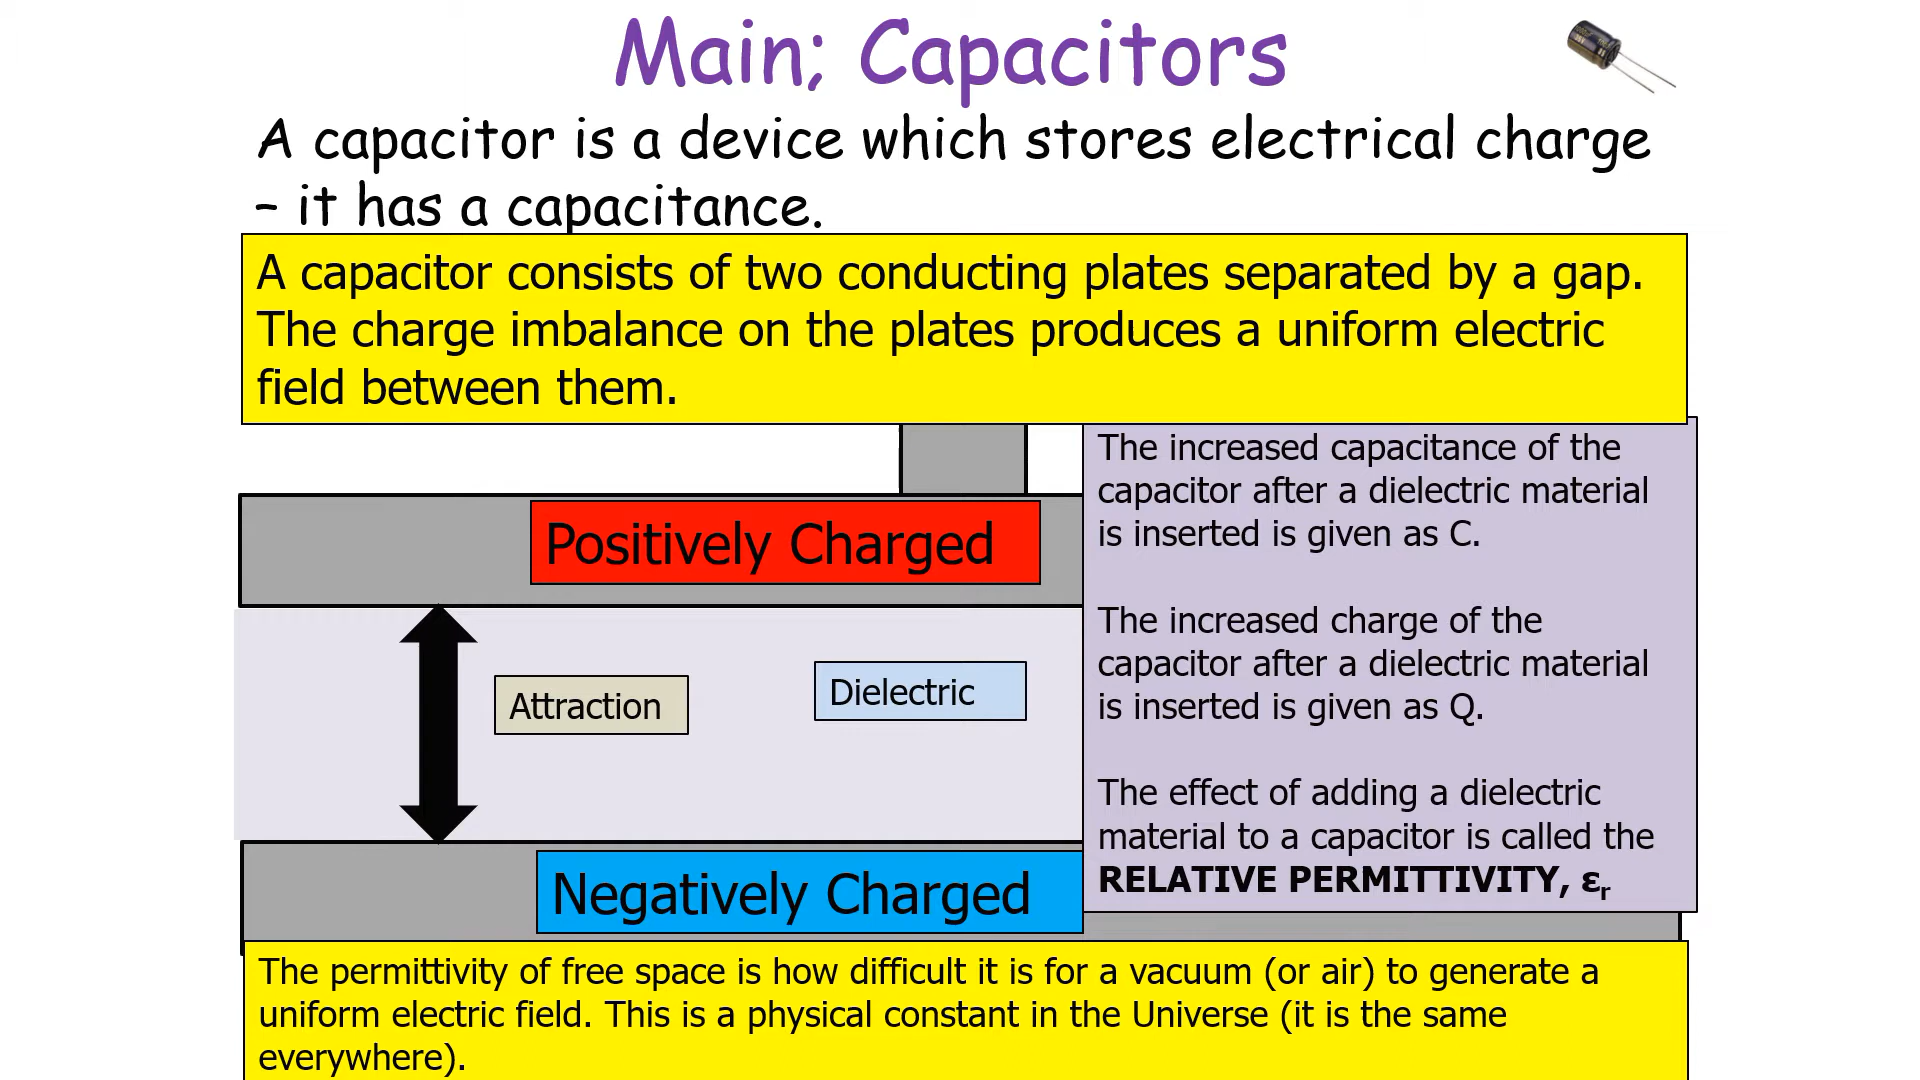 Main; Capacitors
A capacitor is a device which stores electrical charge
– it has a capacitance.
A capacitor consists of two conducting plates separated by a gap.
The charge imbalance on the plates produces a uniform electric
field between them.
The increased capacitance of the
capacitor after a dielectric material
is inserted is given as C.
Positively Charged
The increased charge of the
capacitor after a dielectric material
is inserted is given as Q.
Attraction
Dielectric
The effect of adding a dielectric
material to a capacitor is called the
RELATIVE PERMITTIVITY, εr
Negatively Charged
The permittivity of free space is how difficult it is for a vacuum (or air) to generate a
uniform electric field. This is a physical constant in the Universe (it is the same
everywhere).